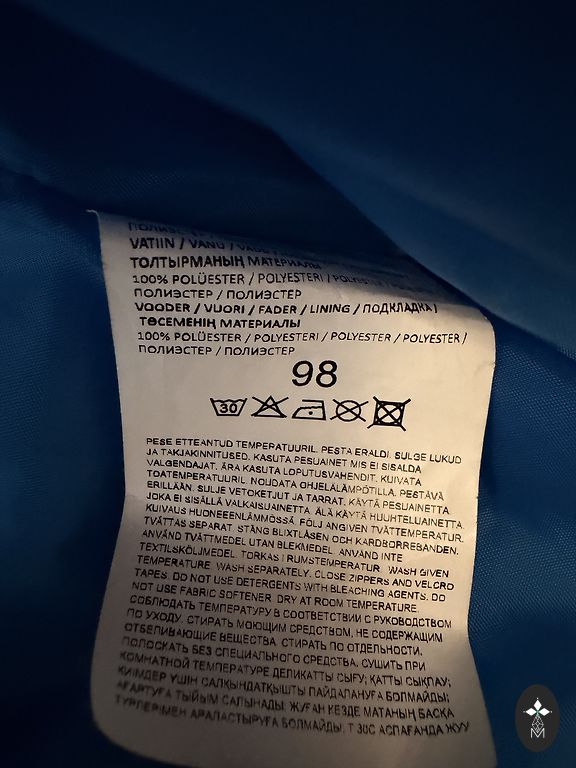 VATIIN / VANU /
ТОЛТЫРМАНЫҢ МАТЕРИАЛЫ
100% POLÜESTER / POLYESTERI / POLYESTER /
ПОЛИЭСТЕР / ПОЛИЭСТЕР
VOODER / VUORI / FADER / LINING / ПОДКЛАДКА /
ТӨСЕМЕНІҢ МАТЕРИАЛЫ
100% POLÜESTER / POLYESTERI / POLYESTER / POLYESTER /
ПОЛИЭСТЕР / ПОЛИЭСТЕР
98
30
PESE ETTEANTUD TEMPERATUURIL. PESTA ERALDI. SULGE LUKUD
JA TAKJAKINNITUSED. KASUTA PESUAINET MIS EI SISALDA
VALGENDAJAT. ÄRA KASUTA LOPUTUSVAHENDIT. KUIVATA
TOATEMPERATUURIL. NOUDATA OHJELÄLÄMPÖTILLA. PESTÄVÄ
ERILLÄÄN. SULJE VETOKETJUT JA TARRAT. KÄYTÄ PESUAINETTA
JOKA EI SISÄLLÄ VALKAISUAINETTA. ÄLÄ KÄYTÄ HUUHTELUAINETTA.
KUIVAUS HUONEEENLÄMMÖSSÄ. FÖLJ ANGIVEN TVÄTTEMPERATUR.
TVÄTTAS SEPARAT. STÄNG BLIXTLÅSEN OCH KARDBORREBANDEN.
ANVÄND TVÄTTMEDEL UTAN BLEKMEDEL. ANVÄND INTE
TEXTILSKÖLJMEDEL. TORKAS I RUMSTEMPERATUR. WASH GIVEN
TEMPERATURE. WASH SEPARATELY. CLOSE ZIPPERS AND VELCRO
TAPES. DO NOT USE DETERGENTS WITH BLEACHING AGENTS. DO
NOT USE FABRIC SOFTENER. DRY AT ROOM TEMPERATURE.
СОБЛЮДАТЬ ТЕМПЕРАТУРУ В СООТВЕТСТВИИ С РУКОВОДСТВОМ
ПО УХОДУ. СТИРАТЬ МОЮЩИМ СРЕДСТВОМ, НЕ СОДЕРЖАЩИМ
ОТБЕЛИВАЮЩИЕ ВЕЩЕСТВА. СТИРАТЬ ПО ОТДЕЛЬНОСТИ.
ПОЛОСКАТЬ БЕЗ СПЕЦИАЛЬНОГО СРЕДСТВА. СУШИТЬ ПРИ
КОМНАТНОЙ ТЕМПЕРАТУРЕ ДЕЛИКАТТЫ СЫҒУ; ҚАТТЫ СЫҚПАУ;
КИІМДЕР ҮШІН САЛҚЫНДАТҚЫШТЫ ПАЙДАЛАНУҒА БОЛМАЙДЫ;
АҒАРТУҒА ТЫЙЫМ САЛЫНАДЫ; ЖУҒАН КЕЗДЕ МАТАНЫҢ БАСҚА
ТҮРЛЕРІМЕН АРАЛАСТЫРУҒА БОЛМАЙДЫ. T 30C АСПАҒАНДА ЖУУ
M